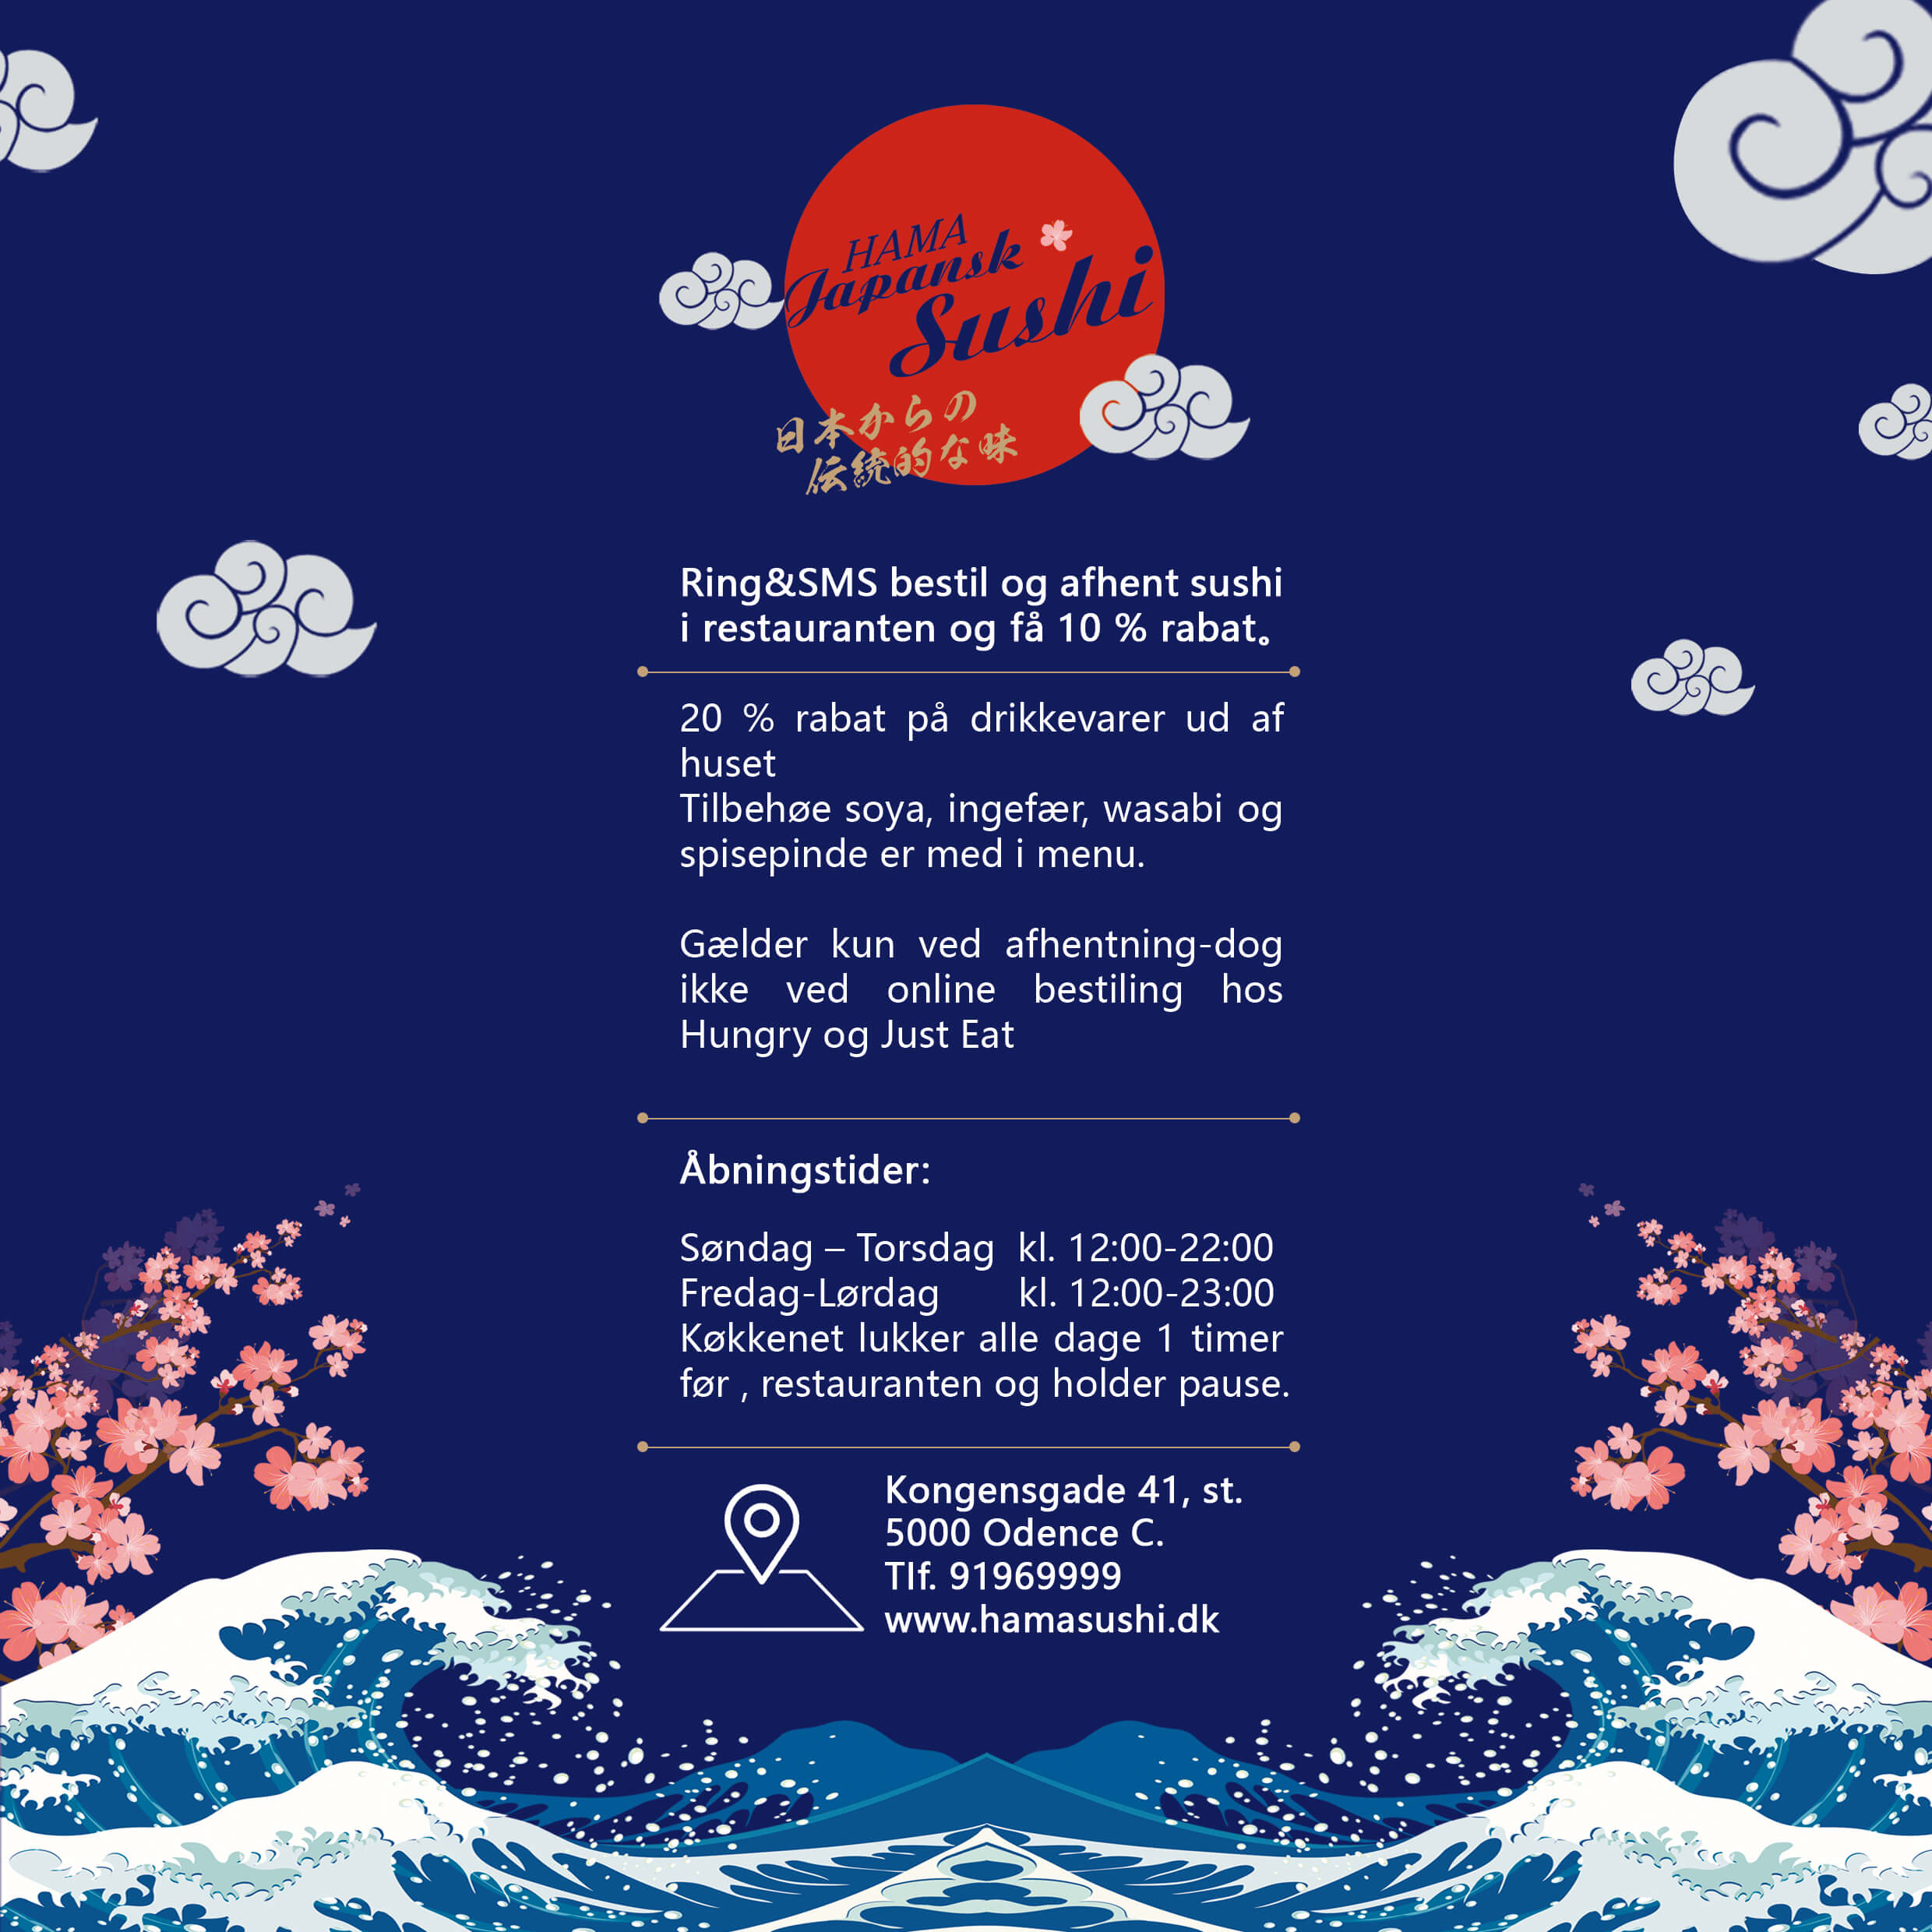 HAMA
Japansk
Sushi
日本からの
伝統的な味
Ring&SMS bestil og afhent sushi
i restauranten og få 10 % rabat。
20 % rabat på drikkevarer ud af
huset
Tilbehøe soya, ingefær, wasabi og
spisepinde er med i menu.
Gælder kun ved afhentning-dog
ikke ved online bestiling hos
Hungry og Just Eat
Åbningstider:
Søndag – Torsdag kl. 12:00-22:00
Fredag-Lørdag kl. 12:00-23:00
Køkkenet lukker alle dage 1 timer
før , restauranten og holder pause.
Kongensgade 41, st.
5000 Odence C.
Tlf. 91969999
www.hamasushi.dk